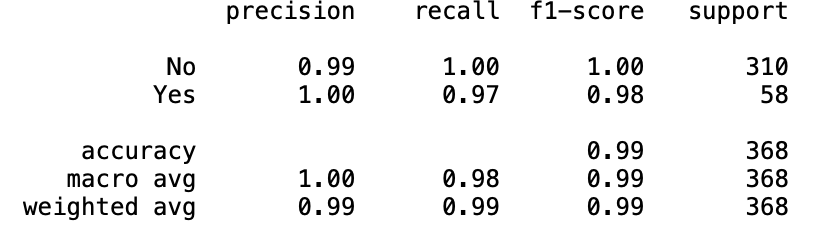 precision recall f1-score support
No 0.99 1.00 1.00 310
Yes 1.00 0.97 0.98 58
accuracy 0.99 368
macro avg 1.00 0.98 0.99 368
weighted avg 0.99 0.99 0.99 368